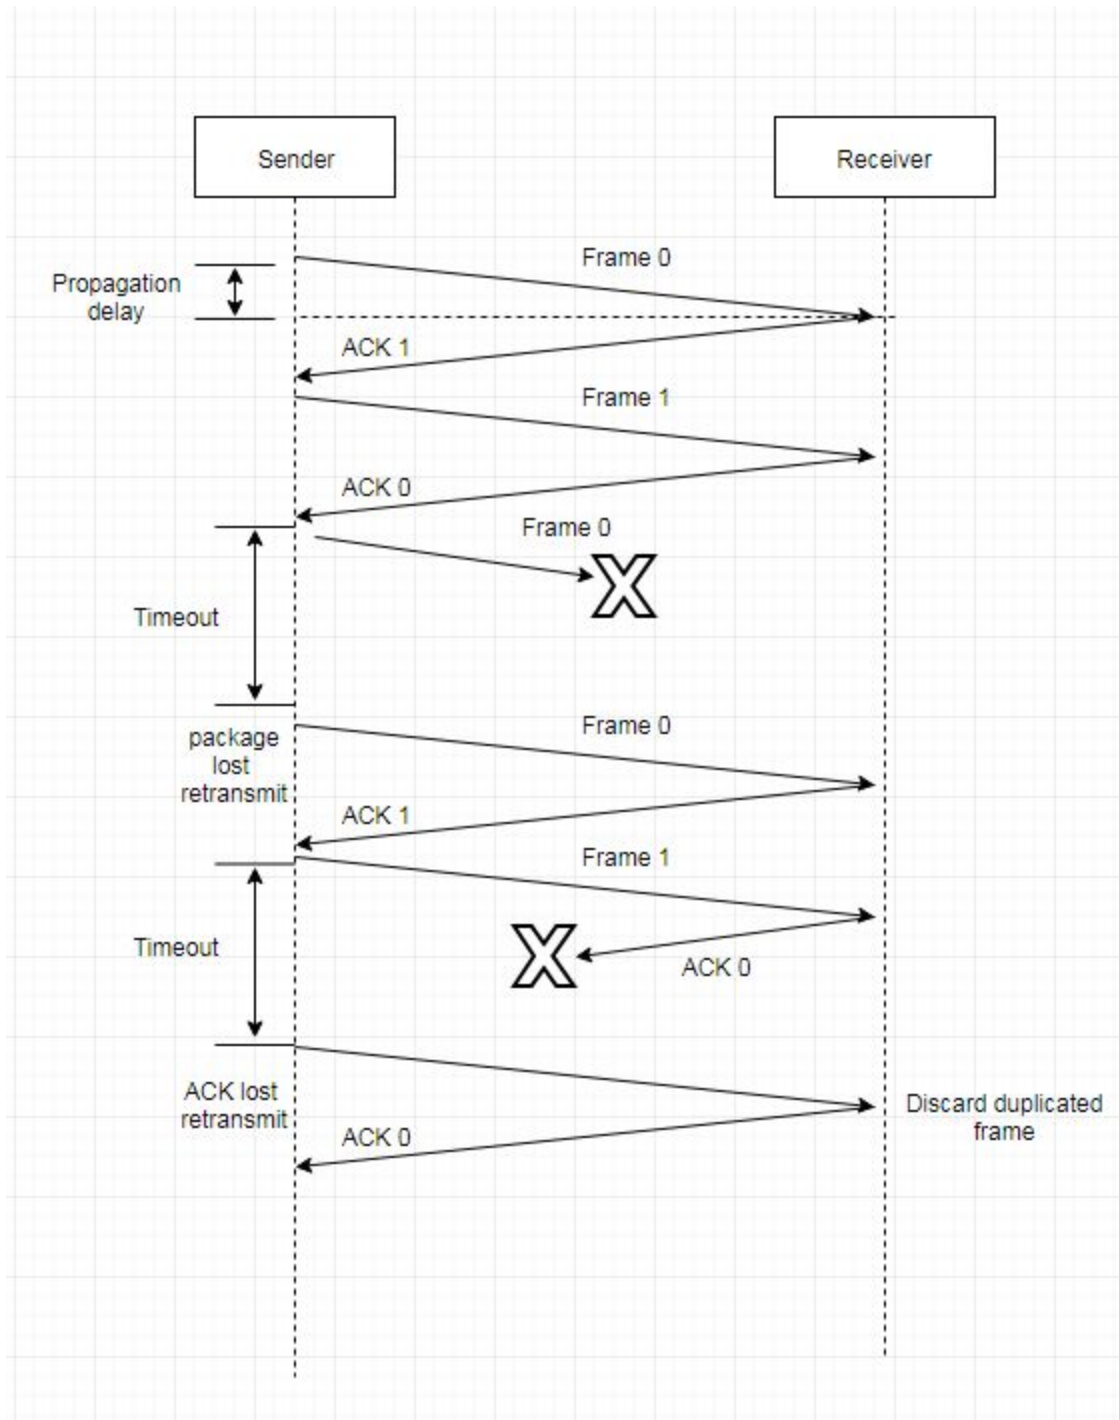 Sender
Receiver
Frame 0
Propagation
delay
ACK 1
Frame 1
ACK 0
Frame 0
X
Timeout
Frame 0
package
lost
retransmit
ACK 1
Frame 1
Timeout
X
ACK 0
ACK lost
retransmit
Discard duplicated
frame
ACK 0